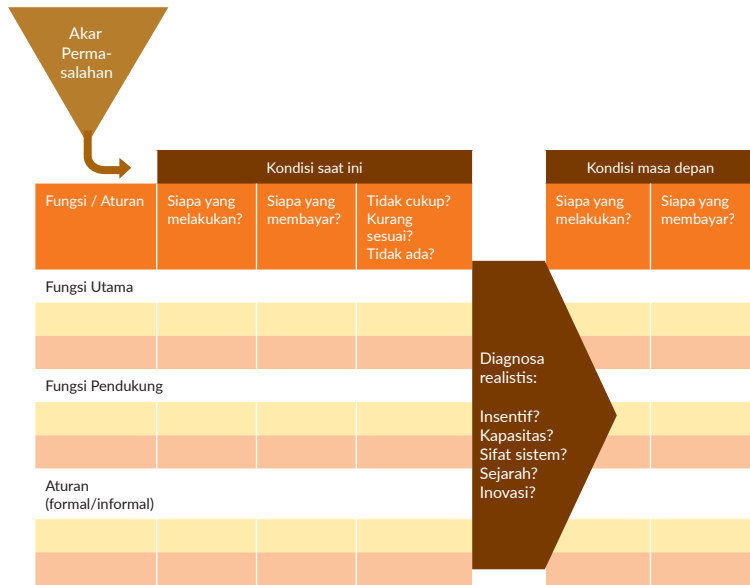 Akar
Perma-
salahan
Kondisi saat ini
Kondisi masa depan
Fungsi / Aturan
Siapa yang
melakukan?
Siapa yang
membayar?
Tidak cukup?
Kurang
sesuai?
Tidak ada?
Siapa yang
melakukan?
Siapa yang
membayar?
Fungsi Utama
Fungsi Pendukung
Aturan
(formal/informal)
Diagnosa
realistis:
Insentif?
Kapasitas?
Sifat sistem?
Sejarah?
Inovasi?